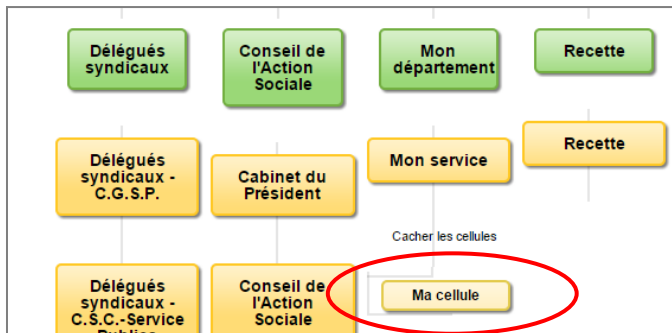 Délégués
syndicaux
Conseil de
l'Action
Sociale
Mon
département
Recette
Délégués
syndicaux -
C.G.S.P.
Cabinet du
Président
Mon service
Recette
Cacher les cellules
Délégués
syndicaux -
C.S.C.-Service
Publics
Conseil de
l'Action
Sociale
Ma cellule